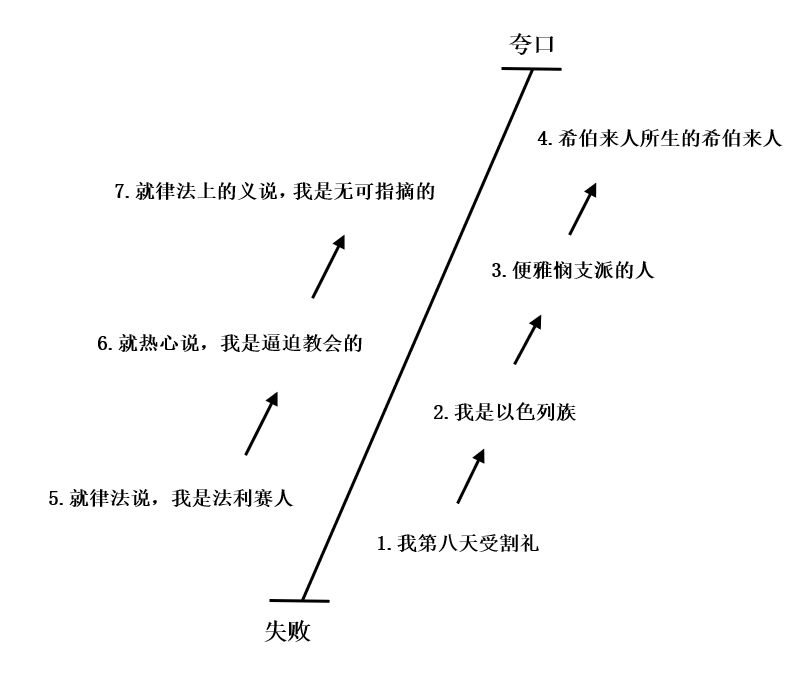 夸口
4.希伯来人所生的希伯来人
7.就律法上的义说，我是无可指摘的
3.便雅悯支派的人
6.就热心说，我是逼迫教会的
2.我是以色列族
5.就律法说，我是法利赛人
1.我第八天受割礼
失败